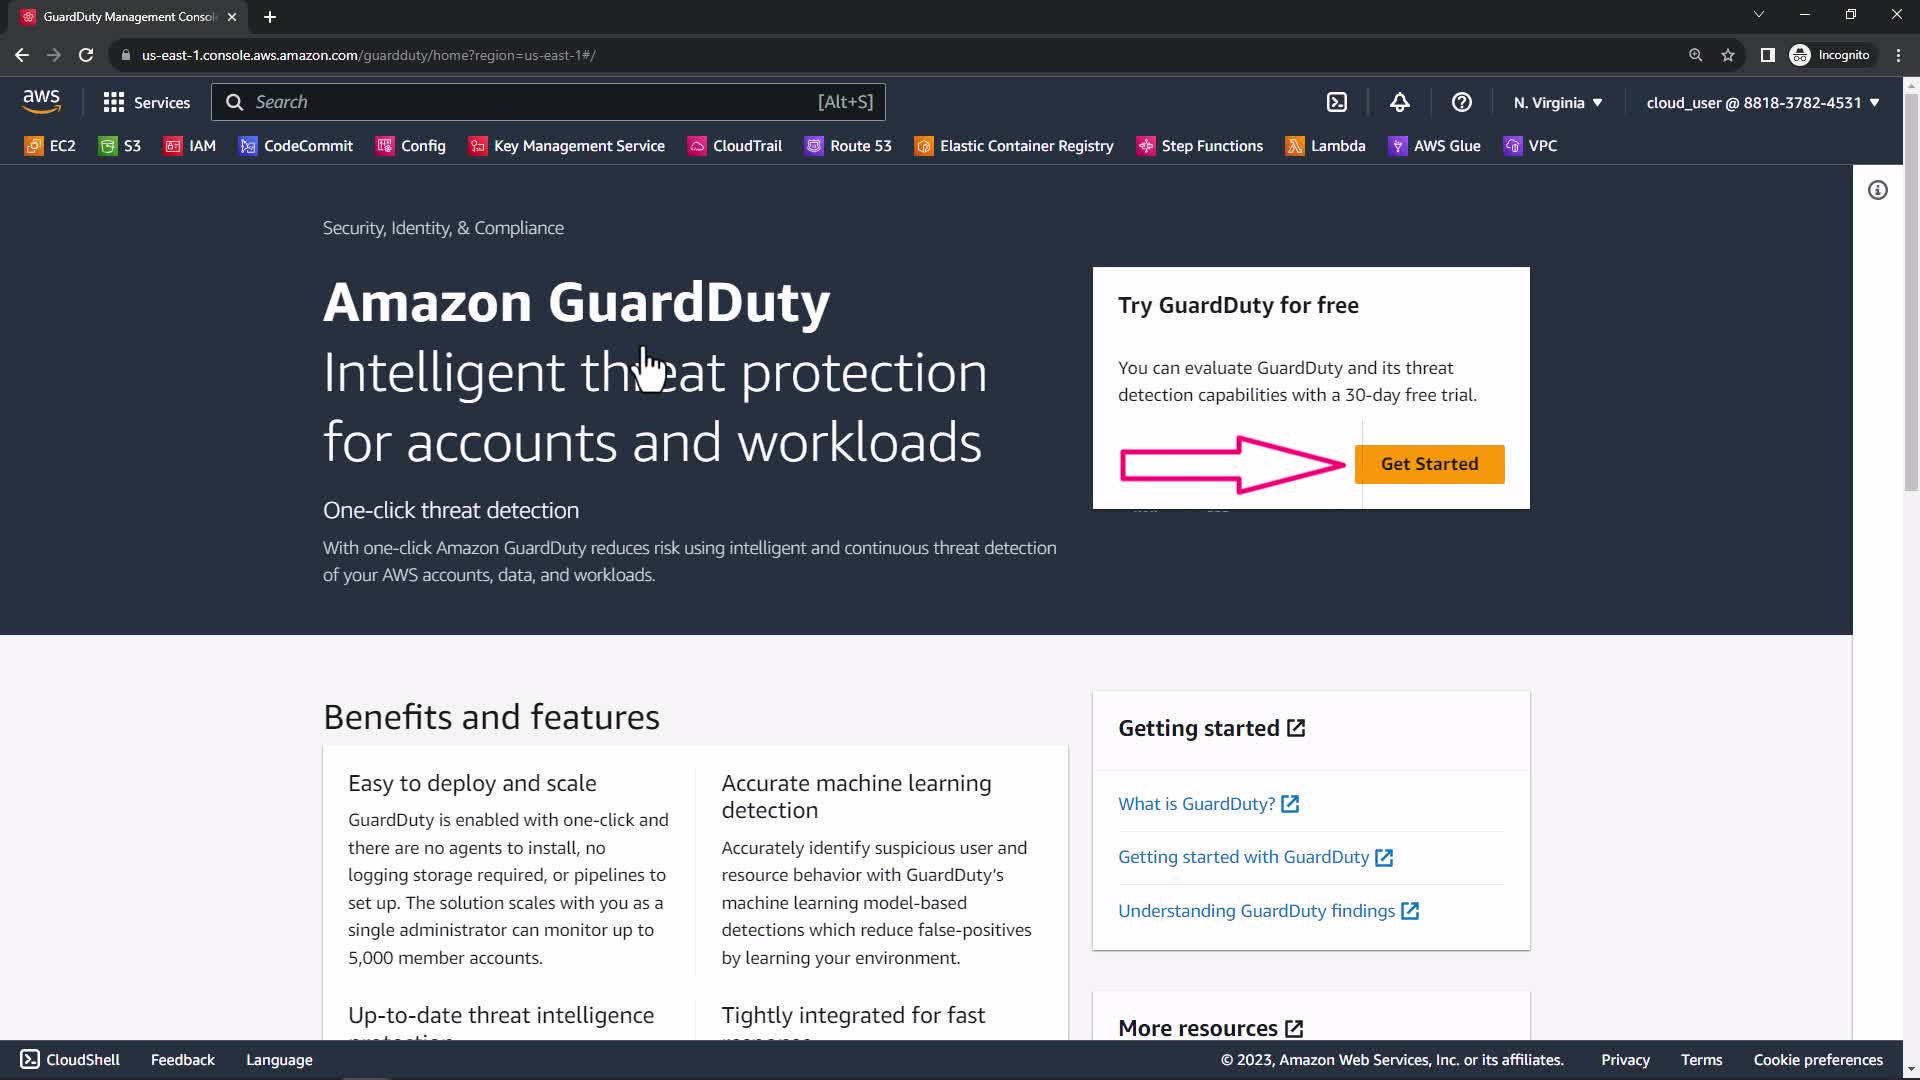 GuardDuty Management Consol
us-east-1.console.aws.amazon.com/guardduty/home?region=us-east-1#/
Incognito
aws
Services
Search
[Alt+S]
N. Virginia
cloud_user @ 8818-3782-4531
EC2
S3
IAM
CodeCommit
Config
Key Management Service
CloudTrail
Route 53
Elastic Container Registry
Step Functions
Lambda
AWS Glue
VPC
Security, Identity, & Compliance
Amazon GuardDuty
Intelligent threat protection
for accounts and workloads
One-click threat detection
With one-click Amazon GuardDuty reduces risk using intelligent and continuous threat detection
of your AWS accounts, data, and workloads.
Try GuardDuty for free
You can evaluate GuardDuty and its threat
detection capabilities with a 30-day free trial.
Get Started
Benefits and features
Easy to deploy and scale
GuardDuty is enabled with one-click and
there are no agents to install, no
logging storage required, or pipelines to
set up. The solution scales with you as a
single administrator can monitor up to
5,000 member accounts.
Accurate machine learning
detection
Accurately identify suspicious user and
resource behavior with GuardDuty's
machine learning model-based
detections which reduce false-positives
by learning your environment.
Up-to-date threat intelligence
Tightly integrated for fast
Getting started
What is GuardDuty?
Getting started with GuardDuty
Understanding GuardDuty findings
More resources
CloudShell
Feedback
Language
© 2023, Amazon Web Services, Inc. or its affiliates.
Privacy
Terms
Cookie preferences